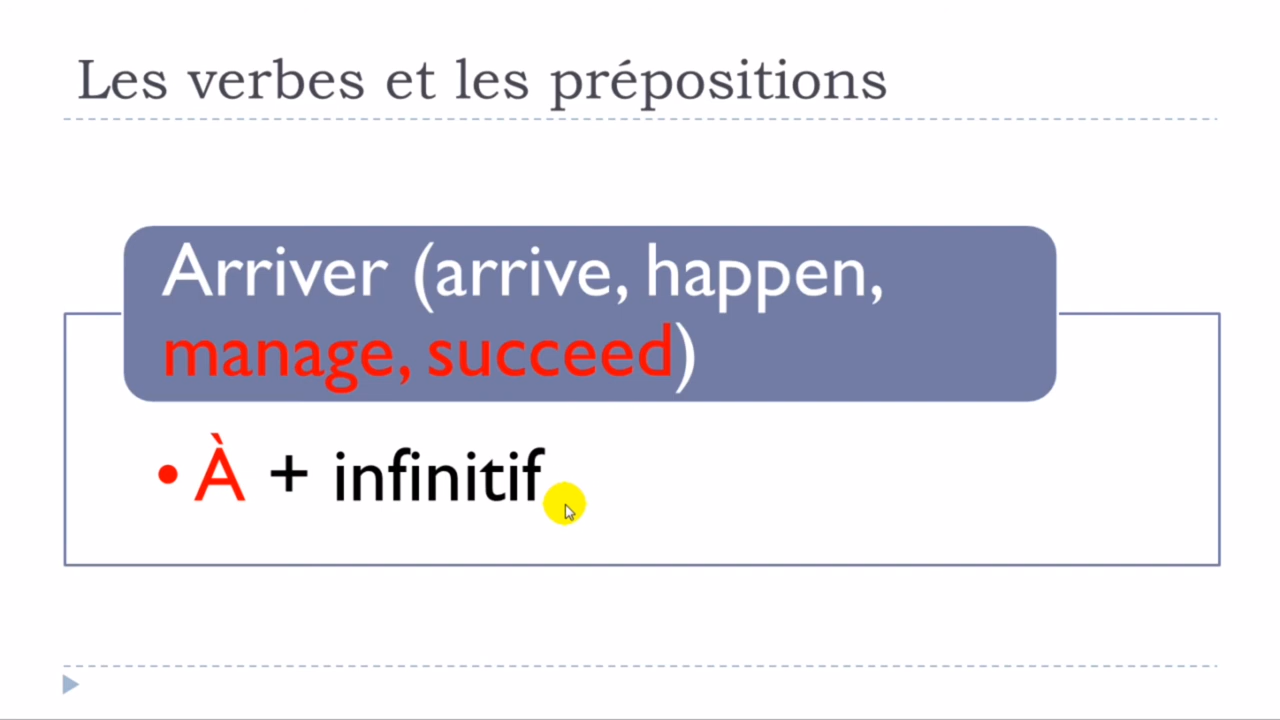 Les verbes et les prépositions
Arriver (arrive, happen,
manage, succeed)
• À + infinitif